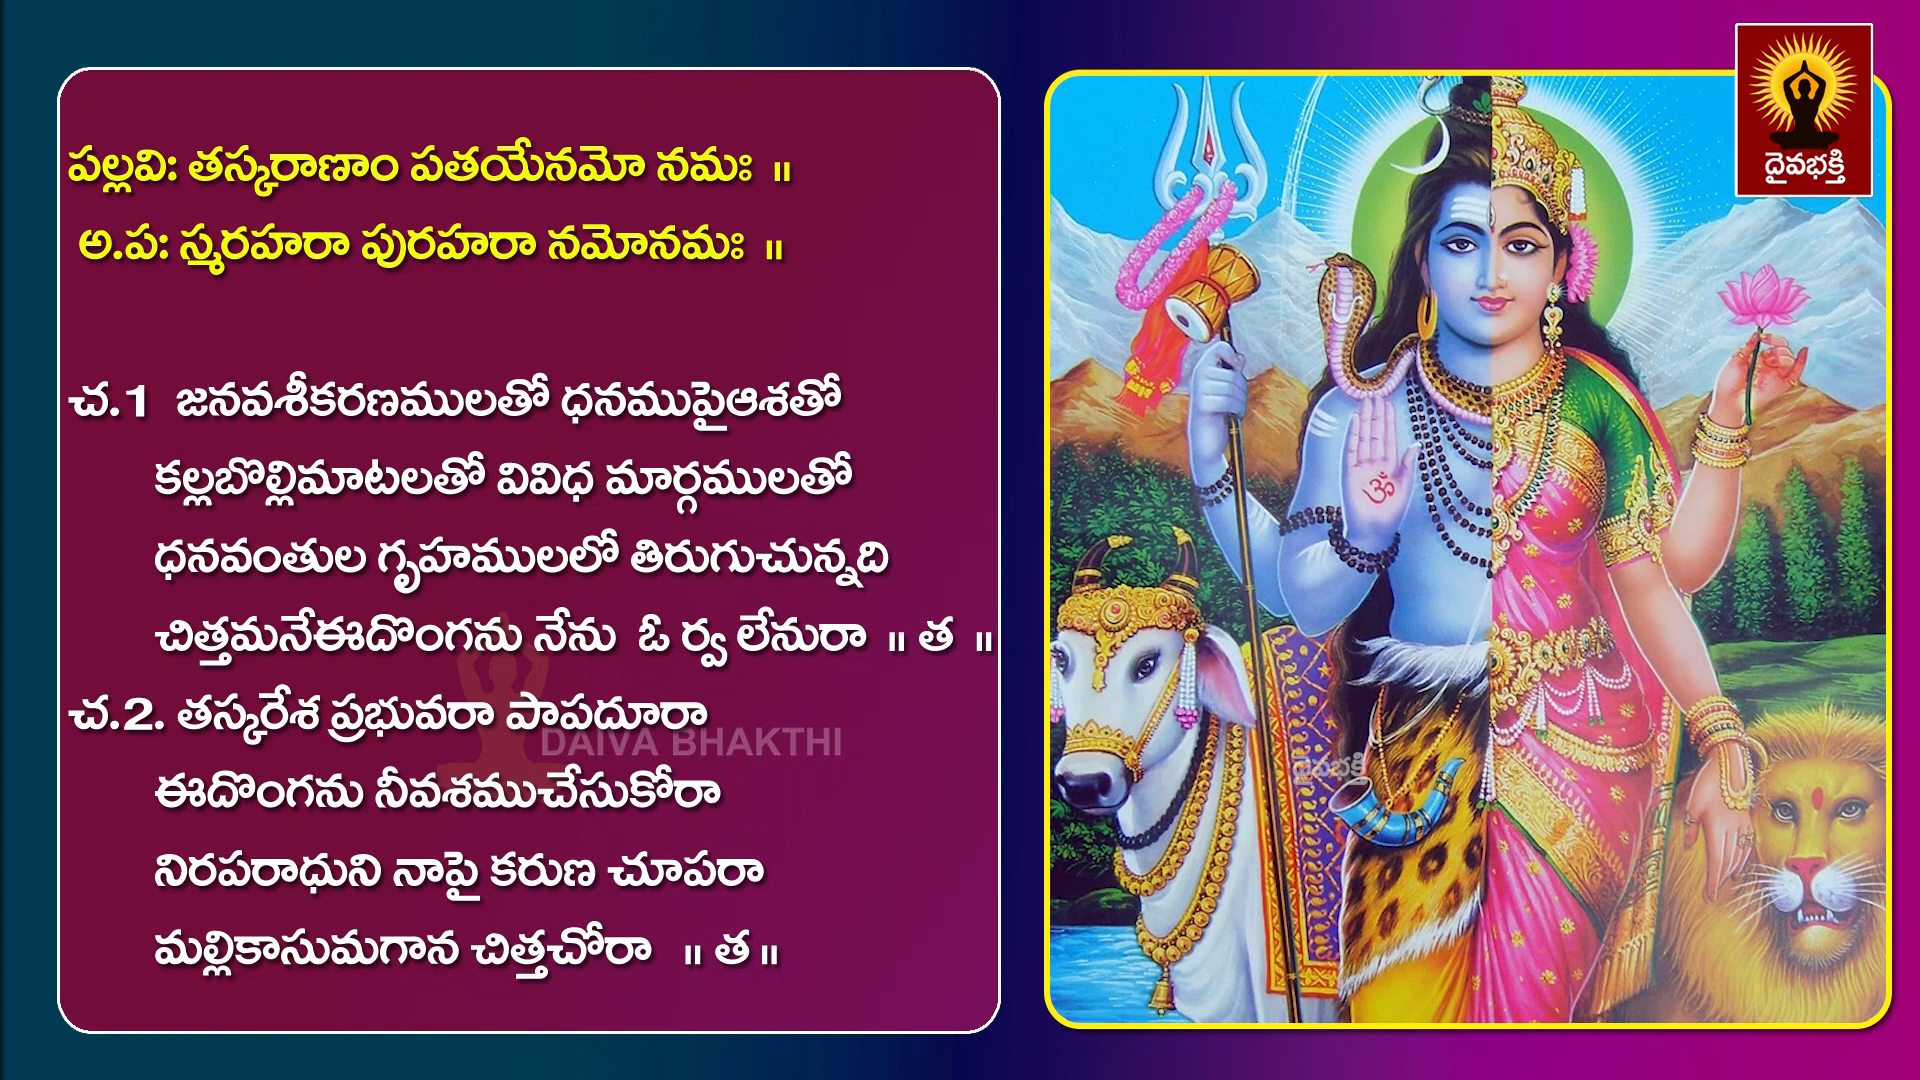 పల్లవి: తస్కరాణాం పతయేనమో నమః ॥
అ.ప: స్మరహరా పురహరా నమోనమః ॥
చ.1 జనవశీకరణములతో ధనముపైఆశతో
కల్లబొల్లిమాటలతో వివిధ మార్గములతో
ధనవంతుల గృహములలో తిరుగుచున్నది
చిత్తమనేఈదొంగను నేను ఓ ర్వ లేనురా ॥ త ॥
చ.2. తస్కరేశ ప్రభువరా పాపదూరా
ఈదొంగను నీవశముచేసుకోరా
నిరపరాధుని నాపై కరుణ చూపరా
మల్లికాసుమగాన చిత్తచోరా ॥ త॥
DAIVA BHAKTHI
దైవభక్తి
ॐ
దైవభక్తి